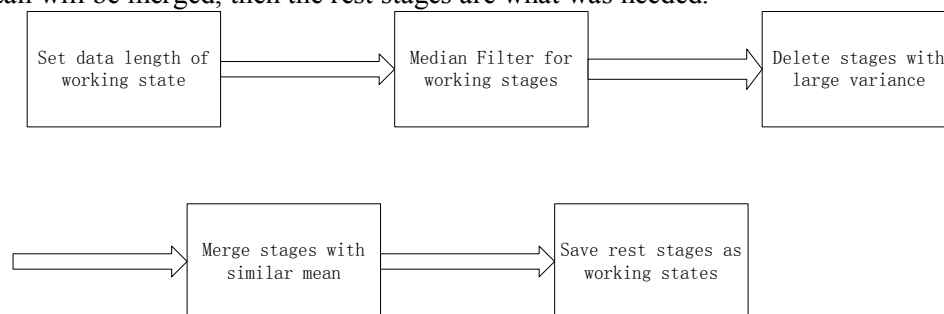 will be merged, then the rest stages are what was needed.
Set data length of
working state
Median Filter for
working stages
Delete stages with
large variance
Merge stages with
similar mean
Save rest stages as
working states